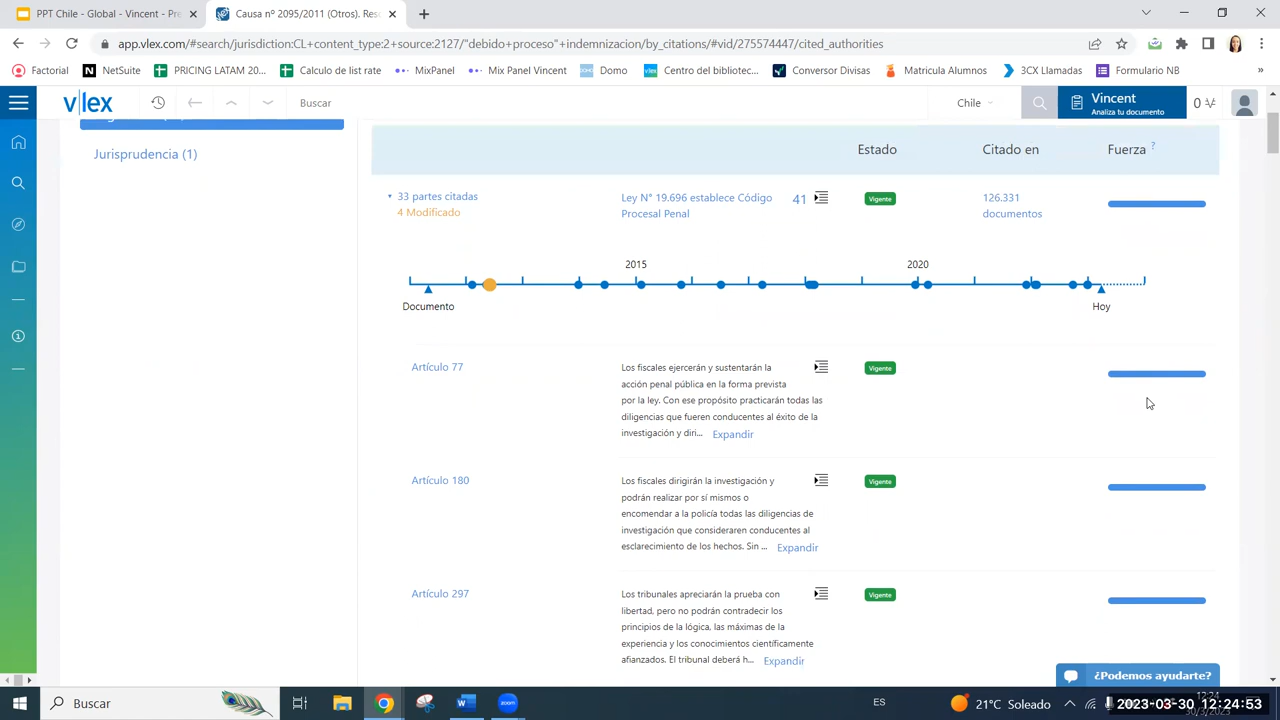 PPT Chile - Global - Vincent - Pre
Causa nº 2095/2011 (Otros). Resu
app.vlex.com/#search/jurisdiction:CL+content_type:2+source:2137/"debido+proceso"+indemnizacion/by_citations/#vid/275574447/cited_authorities
Factorial
NetSuite
PRICING LATAM 20...
Calculo de list rate
MixPanel
Mix Panel Vincent
Domo
Centro del bibliotec...
Conversor Divisas
Matricula Alumnos
3CX Llamadas
Formulario NB
»
v|lex
Buscar
Chile
Vincent
Analiza tu documento
0
Jurisprudencia (1)
Estado
Citado en
Fuerza ?
33 partes citadas
4 Modificado
Ley N° 19.696 establece Código
Procesal Penal
41
Vigente
126.331
documentos
2015
2020
Documento
Hoy
Artículo 77
Los fiscales ejercerán y sustentarán la
acción penal pública en la forma prevista
por la ley. Con ese propósito practicarán todas las
diligencias que fueren conducentes al éxito de la
investigación y diri... Expandir
Vigente
Artículo 180
Los fiscales dirigirán la investigación y
podrán realizar por sí mismos o
encomendar a la policía todas las diligencias de
investigación que consideraren conducentes al
esclarecimiento de los hechos. Sin ... Expandir
Vigente
Artículo 297
Los tribunales apreciarán la prueba con
libertad, pero no podrán contradecir los
principios de la lógica, las máximas de la
experiencia y los conocimientos científicamente
afianzados. El tribunal deberá h... Expandir
Vigente
¿Podemos ayudarte?
Buscar
ES
21°C Soleado
12:24
30/3/2023
2023-03-30 12:24:53